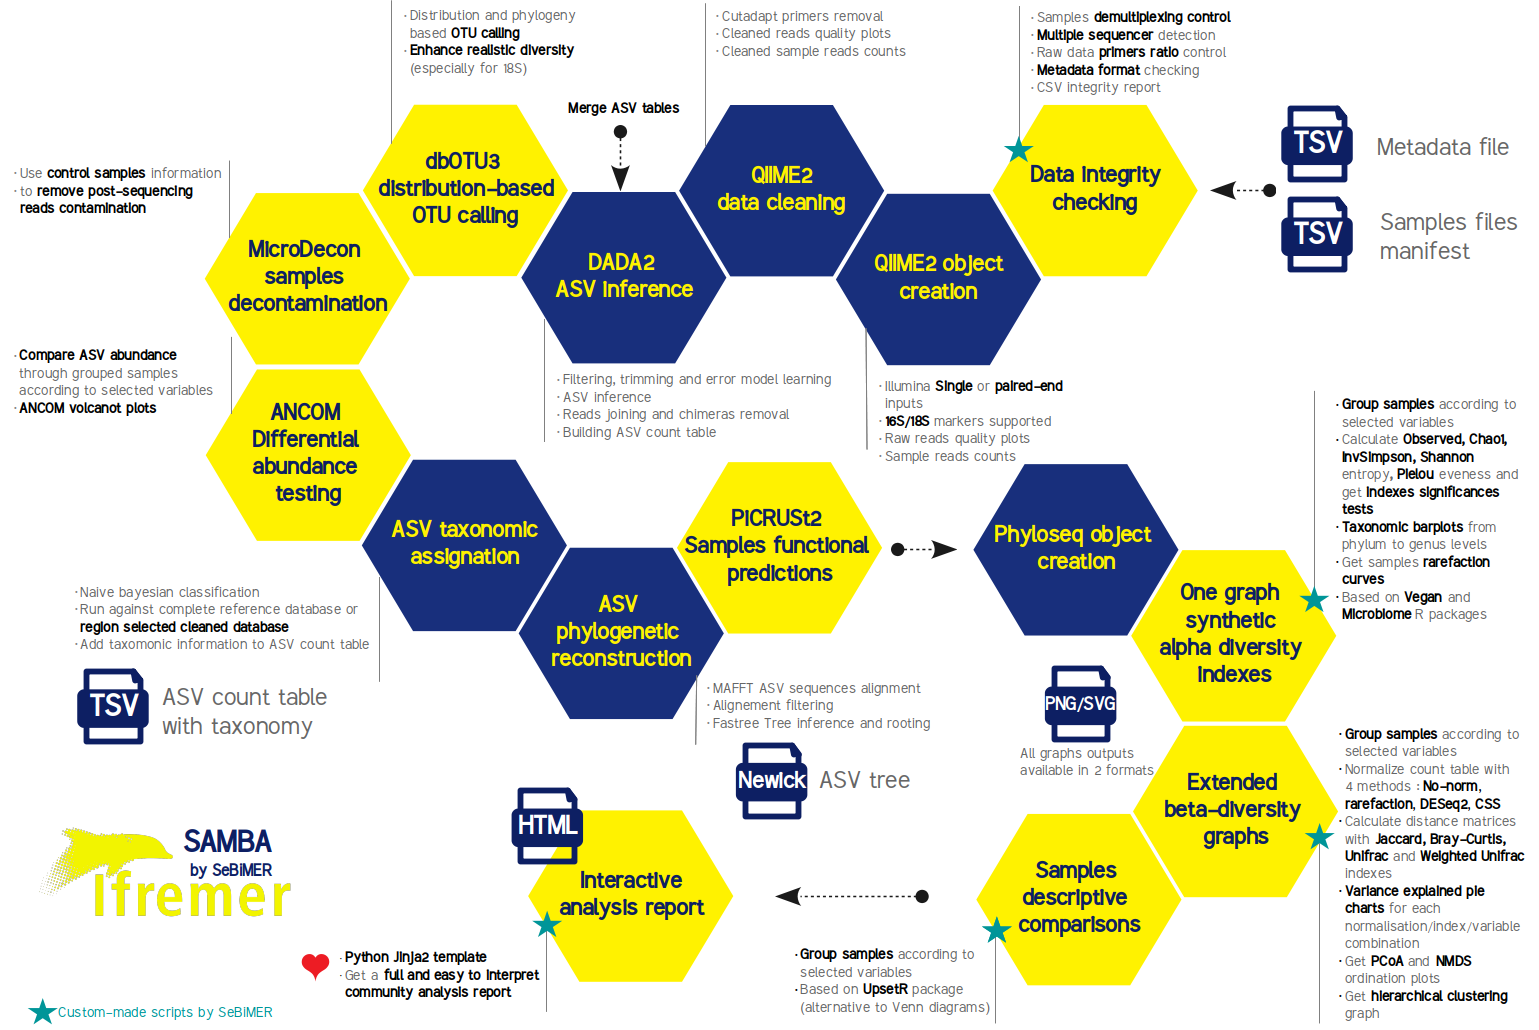 · Distribution and phylogeny
based OTU calling
· Enhance realistic diversity
(especially for 18S)
· Cutadapt primers removal
· Cleaned reads quality plots
· Cleaned sample reads counts
· Samples demultiplexing control
· Multiple sequencer detection
· Raw data primers ratio control
· Metadata format checking
· CSV integrity report
Merge ASV tables
TSV
Metadata file
TSV
Samples files
manifest
Data integrity
checking
QIIME2 object
creation
QIIME2
data cleaning
DADA2
ASV inference
dbOTU3
distribution-based
OTU calling
· Use control samples information
· to remove post-sequencing
reads contamination
MicroDecon
samples
decontamination
· Compare ASV abundance
through grouped samples
according to selected variables
· ANCOM volcanot plots
ANCOM
Differential
abundance
testing
· Filtering, trimming and error model learning
· ASV inference
· Reads joining and chimeras removal
· Building ASV count table
· Illumina Single or paired-end
inputs
· 16S/18S markers supported
· Raw reads quality plots
· Sample reads counts
ASV taxonomic
assignation
ASV
phylogenetic
reconstruction
PICRUSt2
Samples functional
predictions
Phyloseq object
creation
One graph
synthetic
alpha diversity
indexes
· Group samples according to
selected variables
· Calculate Observed, Chao1,
InvSimpson, Shannon
entropy, Pielou eveness and
get indexes significances
tests
· Taxonomic barplots from
phylum to genus levels
· Get samples rarefaction
curves
· Based on Vegan and
Microbiome R packages
· Naive bayesian classification
· Run against complete reference database or
region selected cleaned database
· Add taxomonic information to ASV count table
TSV
ASV count table
with taxonomy
· MAFFT ASV sequences alignment
· Alignement filtering
· Fastree Tree inference and rooting
Newick
ASV tree
PNG/SVG
All graphs outputs
available in 2 formats
Extended
beta-diversity
graphs
· Group samples according to
selected variables
· Normalize count table with
4 methods : No-norm,
rarefaction, DESeq2, CSS
· Calculate distance matrices
with Jaccard, Bray-Curtis,
Unifrac and Weighted Unifrac
indexes
· Variance explained pie
charts for each
normalisation/index/variable
combination
· Get PCoA and NMDS
ordination plots
· Get hierarchical clustering
graph
Samples
descriptive
comparisons
· Group samples according to
selected variables
· Based on UpsetR package
(alternative to Venn diagrams)
HTML
Interactive
analysis report
· Python Jinja2 template
· Get a full and easy to interpret
community analysis report
SAMBA
by SeBiMER
Ifremer
Custom-made scripts by SeBiMER